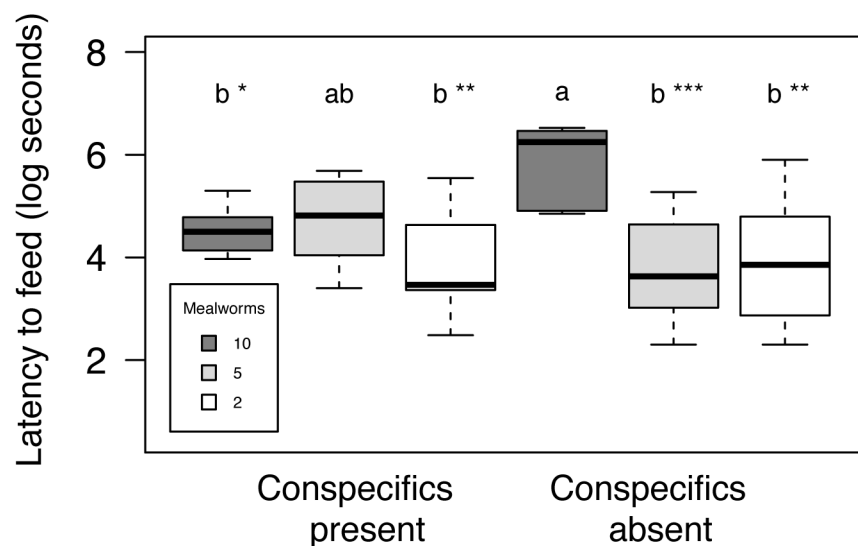 Latency to feed (log seconds)
8
6
4
2
b *
ab
b **
a
b ***
b **
Mealworms
10
5
2
Conspecifics
present
Conspecifics
absent